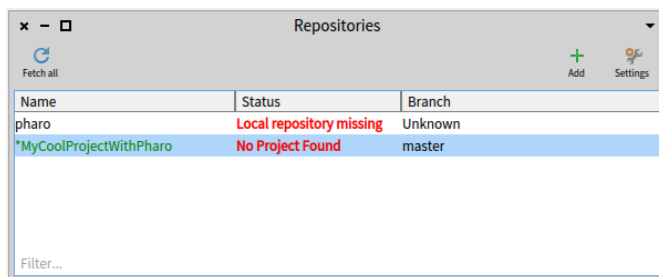 Repositories
Fetch all
Add
Settings
Name Status Branch
pharo Local repository missing Unknown
*MyCoolProjectWithPharo No Project Found master
Filter...